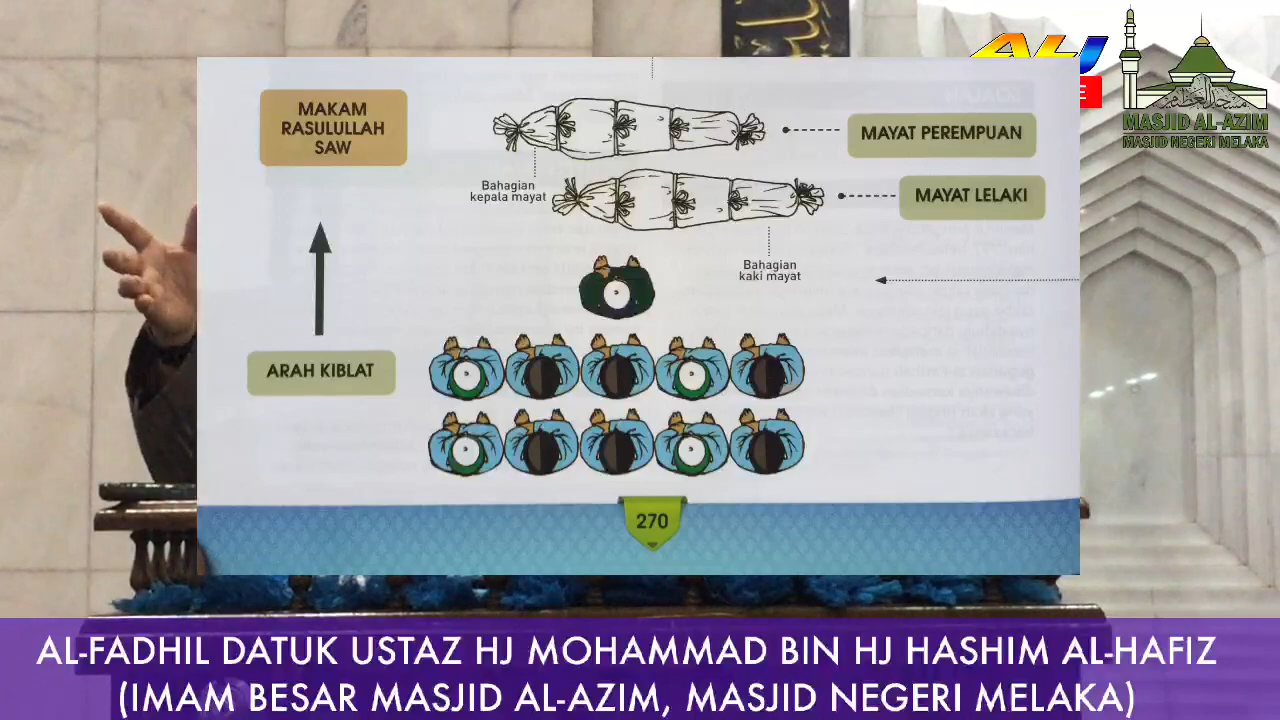 MAKAM
RASULULLAH
SAW
MAYAT PEREMPUAN
Bahagian
kepala mayat
MAYAT LELAKI
Bahagian
kaki mayat
ARAH KIBLAT
270
MASJID AL-AZIM
MASJID NEGERI MELAKA
AL-FADHIL DATUK USTAZ HJ MOHAMMAD BIN HJ HASHIM AL-HAFIZ
(IMAM BESAR MASJID AL-AZIM, MASJID NEGERI MELAKA)